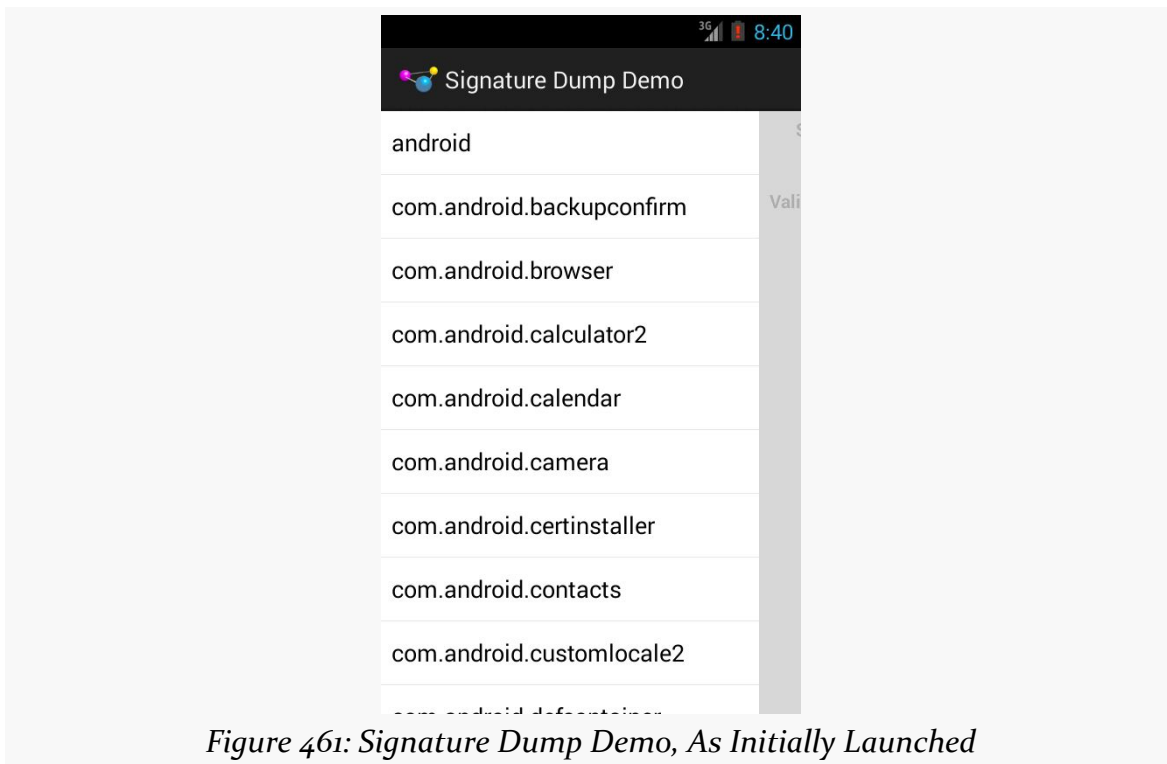 3G 8:40
Signature Dump Demo
android
com.android.backupconfirm
Vali
com.android.browser
com.android.calculator2
com.android.calendar
com.android.camera
com.android.certinstaller
com.android.contacts
com.android.customlocale2
Figure 461: Signature Dump Demo, As Initially Launched